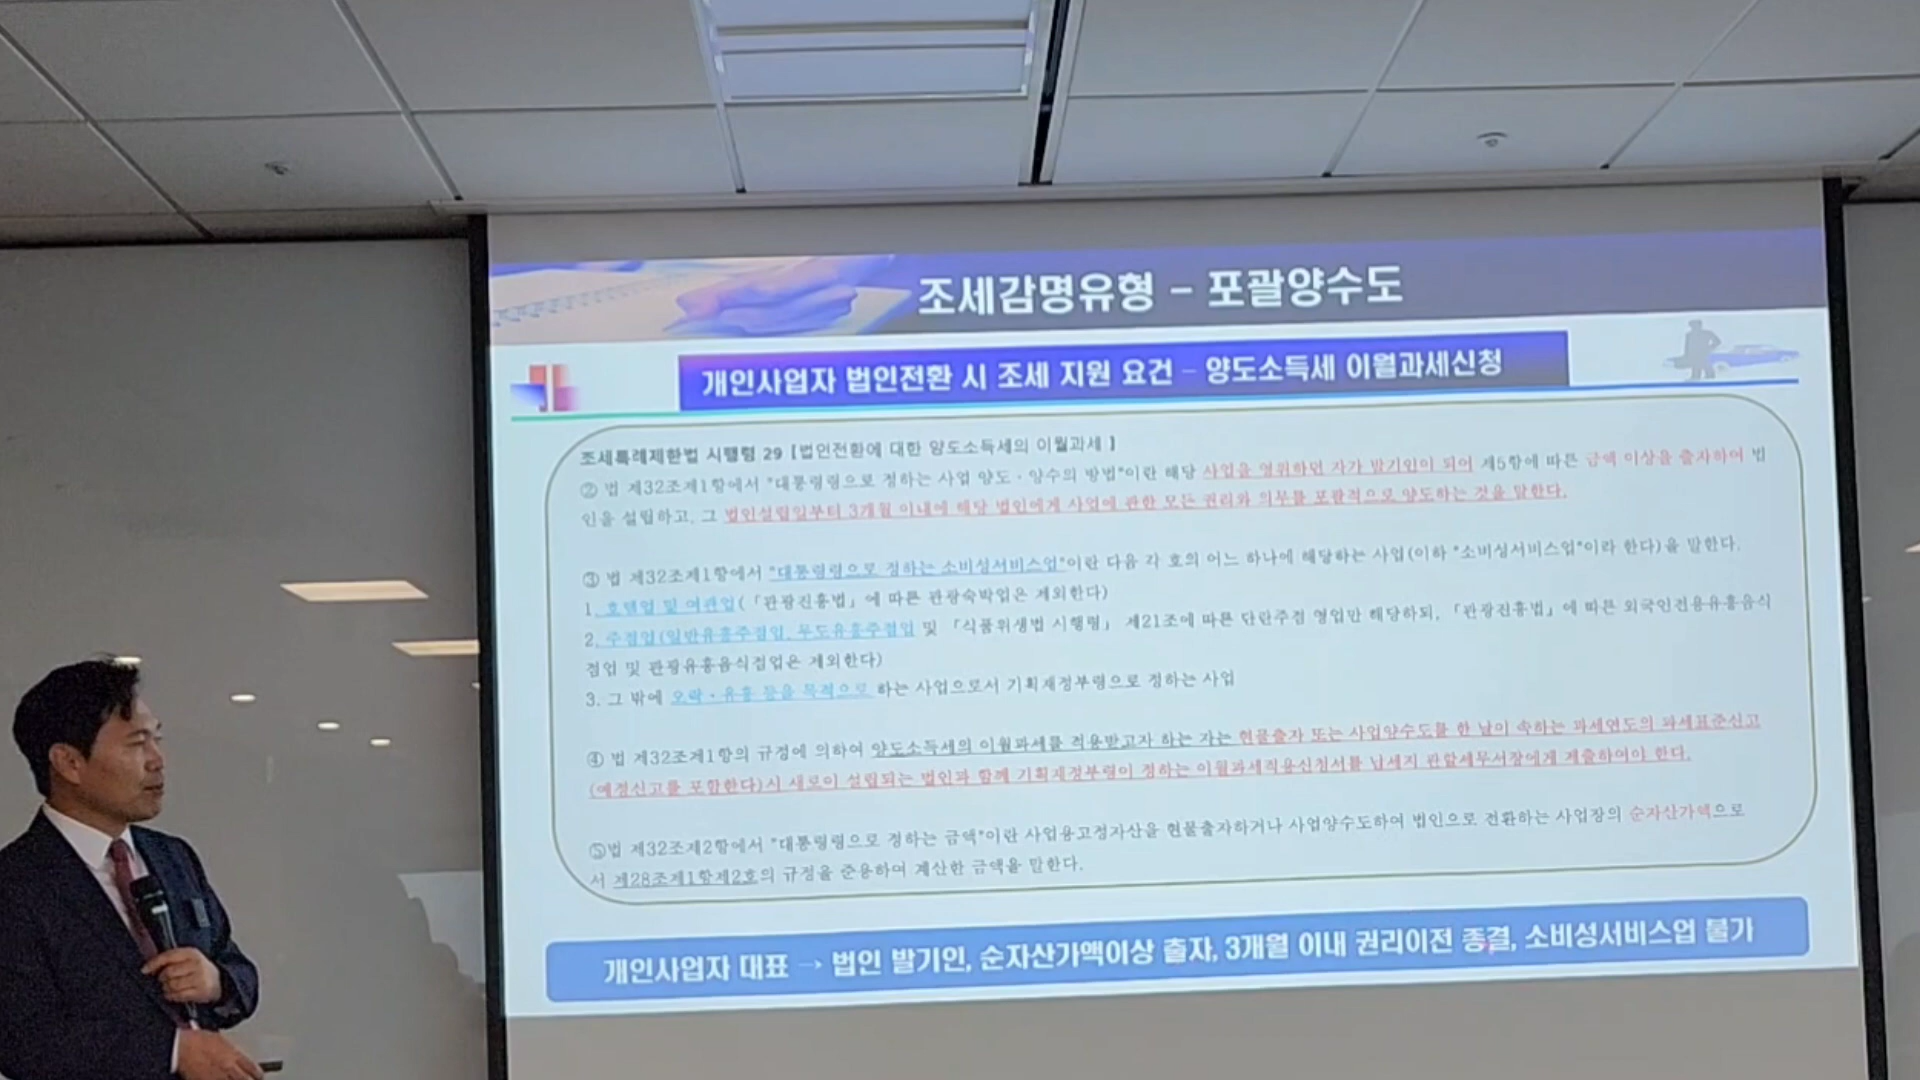 조세감면유형 - 포괄양수도
개인사업자 법인전환 시 조세 지원 요건 - 양도소득세 이월과세신청
조세특례제한법 시행령 29 [법인전환에 대한 양도소득세의 이월과세 ]
② 법 제32조제1항에서 "대통령령으로 정하는 사업 양도ㆍ양수의 방법"이란 해당 사업을 영위하던 자가 발기인이 되어 제5항에 따른 금액 이상을 출자하여 법
인을 설립하고, 그 법인설립일부터 3개월 이내에 해당 법인에게 사업에 관한 모든 권리와 의무를 포괄적으로 양도하는 것을 말한다.
③ 법 제32조제1항에서 "대통령령으로 정하는 소비성서비스업"이란 다음 각 호의 어느 하나에 해당하는 사업(이하 "소비성서비스업"이라 한다)을 말한다.
1. 호텔업 및 여관업(「관광진흥법」에 따른 관광숙박업은 제외한다)
2. 주점업(일반유흥주점업, 무도유흥주점업 및 「식품위생법 시행령」 제21조에 따른 단란주점 영업만 해당하되, 「관광진흥법」에 따른 외국인전용유흥음식
점업 및 관광유흥음식점업은 제외한다)
3. 그 밖에 오락ㆍ유흥 등을 목적으로 하는 사업으로서 기획재정부령으로 정하는 사업
④ 법 제32조제1항의 규정에 의하여 양도소득세의 이월과세를 적용받고자 하는 자는 현물출자 또는 사업양수도를 한 날이 속하는 과세연도의 과세표준신고
(예정신고를 포함한다)시 새로이 설립되는 법인과 함께 기획재정부령이 정하는 이월과세적용신청서를 납세지 관할세무서장에게 제출하여야 한다.
⑤법 제32조제2항에서 "대통령령으로 정하는 금액"이란 사업용고정자산을 현물출자하거나 사업양수도하여 법인으로 전환하는 사업장의 순자산가액으로
서 제28조제1항제2호의 규정을 준용하여 계산한 금액을 말한다.
개인사업자 대표 → 법인 발기인, 순자산가액이상 출자, 3개월 이내 권리이전 종결, 소비성서비스업 불가